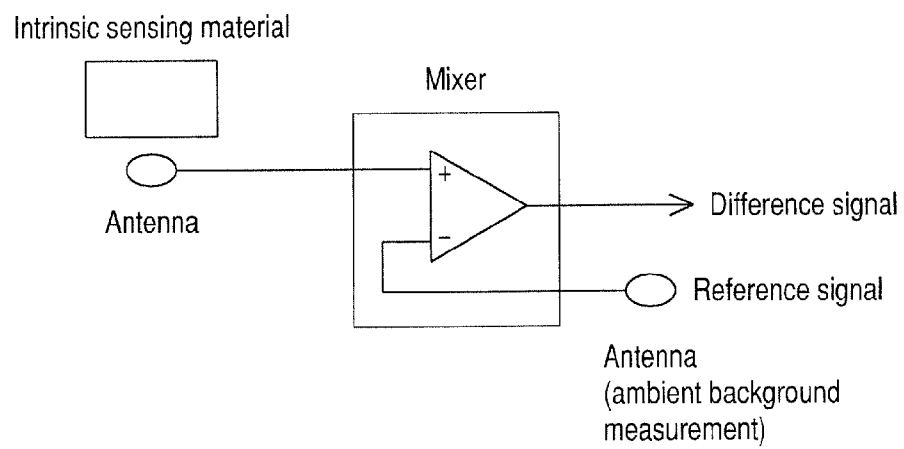 Intrinsic sensing material
Mixer
+
Antenna
Difference signal
−
Reference signal
Antenna
(ambient background
measurement)